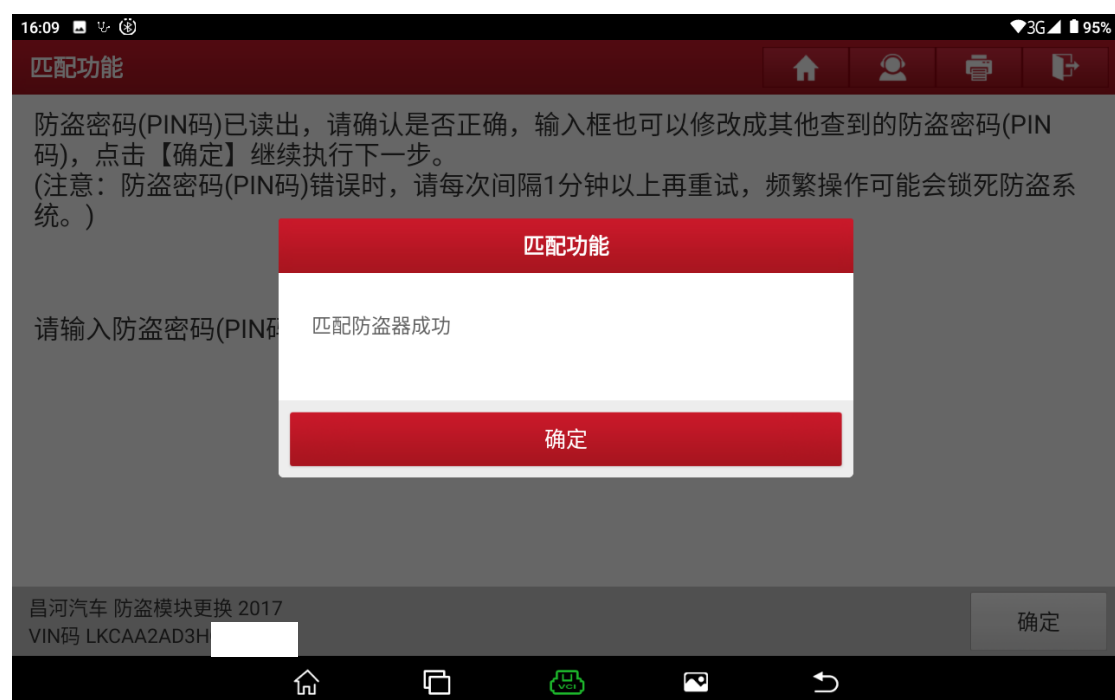 16:09
3G
95%
匹配功能
防盗密码(PIN码)已读出，请确认是否正确，输入框也可以修改成其他查到的防盗密码(PIN
码)，点击【确定】继续执行下一步。
(注意：防盗密码(PIN码)错误时，请每次间隔1分钟以上再重试，频繁操作可能会锁死防盗系
统。)
匹配功能
请输入防盗密码(PIN码
匹配防盗器成功
确定
昌河汽车 防盗模块更换 2017
VIN码 LKCAA2AD3H
确定
VCI